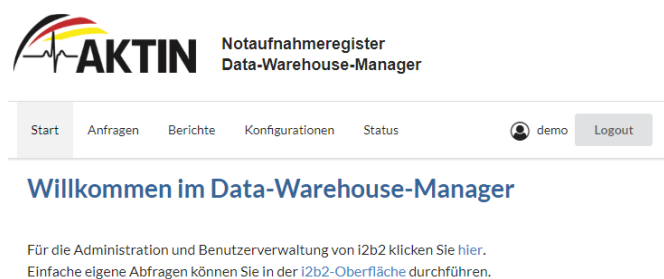 AKTIN
Notaufnahmeregister
Data-Warehouse-Manager
Start Anfragen Berichte Konfigurationen Status demo Logout
Willkommen im Data-Warehouse-Manager
Für die Administration und Benutzerverwaltung von i2b2 klicken Sie hier.
Einfache eigene Abfragen können Sie in der i2b2-Oberfläche durchführen.